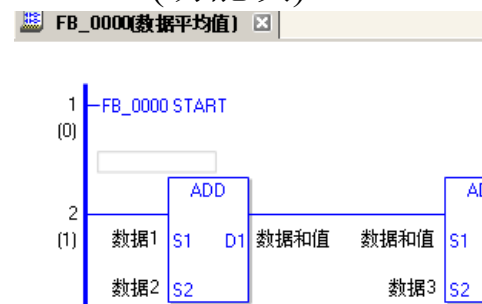 FB_0000(数据平均值)
1 FB_0000 START
(0)
ADD
2
(1) 数据1 S1 D1 数据和值 数据和值 S1
数据2 S2 数据3 S2